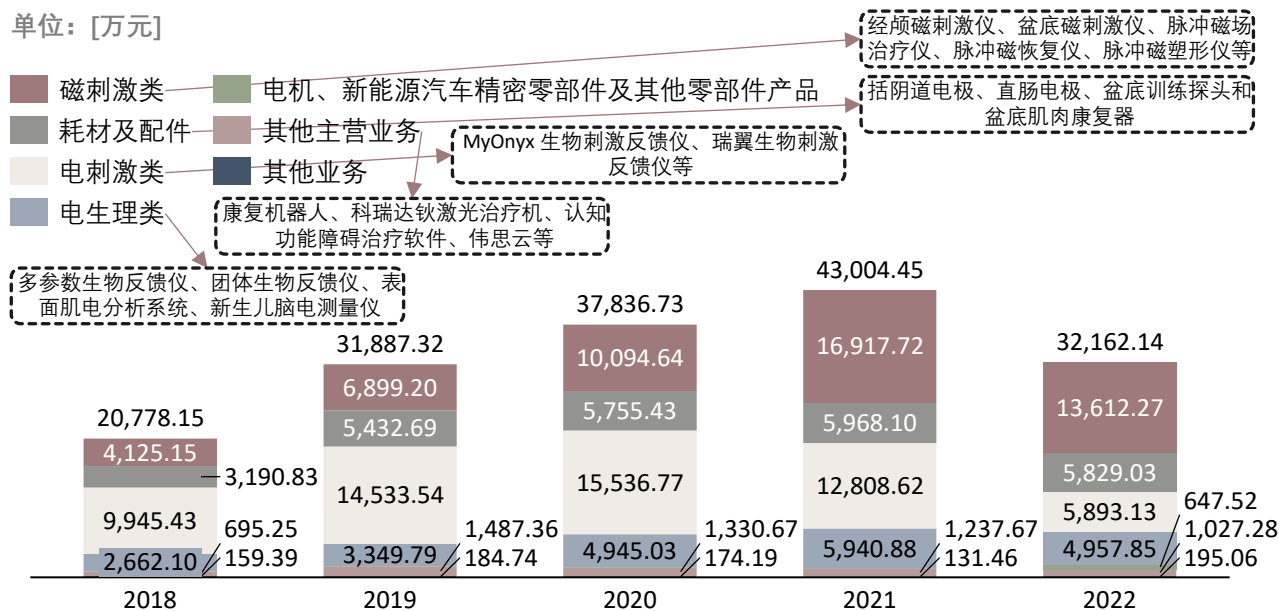 单位：[万元]
经颅磁刺激仪、盆底磁刺激仪、脉冲磁场
治疗仪、脉冲磁恢复仪、脉冲磁塑形仪等
磁刺激类
电机、新能源汽车精密零部件及其他零部件产品
括阴道电极、直肠电极、盆底训练探头和
盆底肌肉康复器
耗材及配件
其他主营业务
MyOnyx 生物刺激反馈仪、瑞翼生物刺激
反馈仪等
电刺激类
其他业务
电生理类
康复机器人、科瑞达钬激光治疗机、认知
功能障碍治疗软件、伟思云等
多参数生物反馈仪、团体生物反馈仪、表
面肌电分析系统、新生儿脑电测量仪
20,778.15
4,125.15
3,190.83
9,945.43
695.25
2,662.10
159.39
31,887.32
6,899.20
5,432.69
14,533.54
1,487.36
3,349.79
184.74
37,836.73
10,094.64
5,755.43
15,536.77
1,330.67
4,945.03
174.19
43,004.45
16,917.72
5,968.10
12,808.62
1,237.67
5,940.88
131.46
32,162.14
13,612.27
5,829.03
5,893.13
647.52
1,027.28
4,957.85
195.06
2018
2019
2020
2021
2022